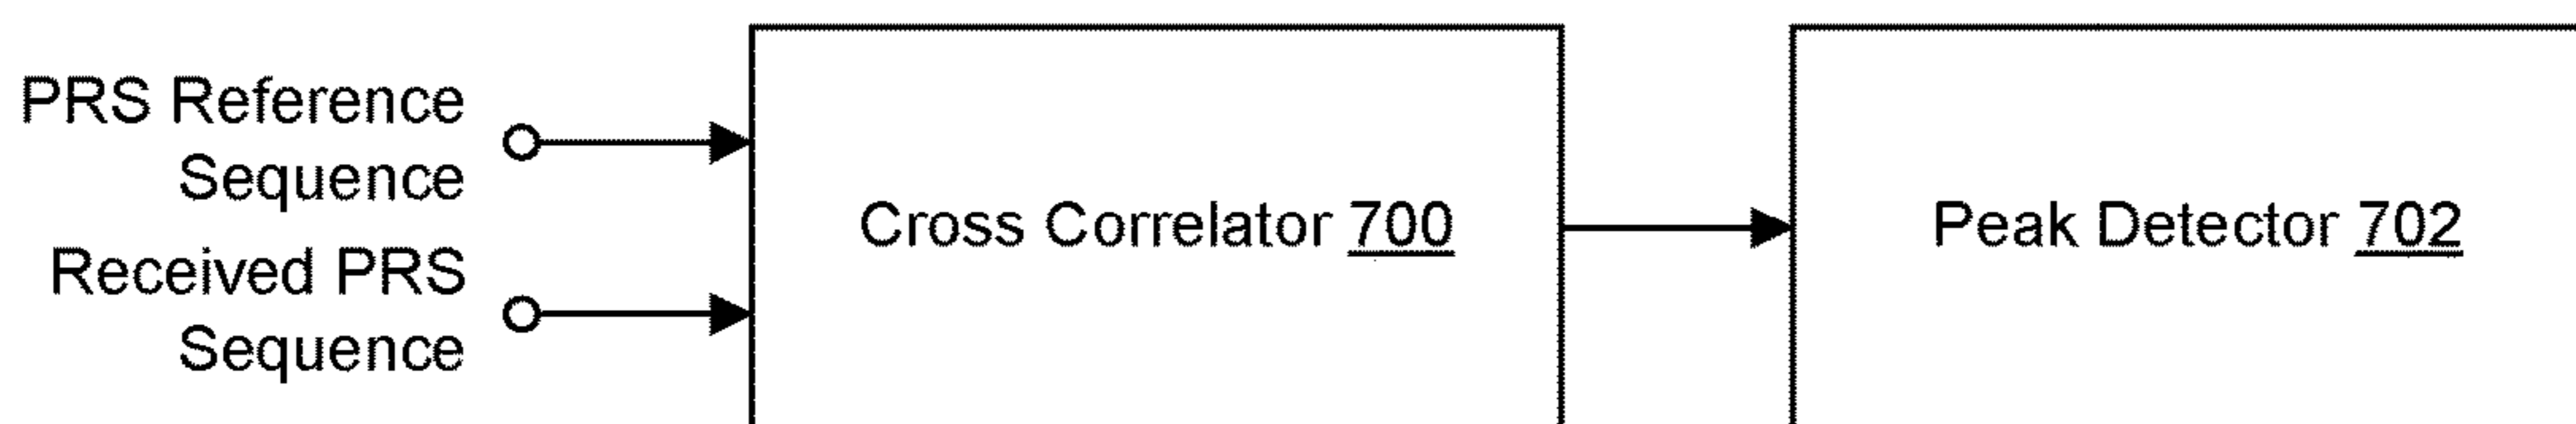 PRS Reference
Sequence
Received PRS
Sequence
Cross Correlator 700
Peak Detector 702